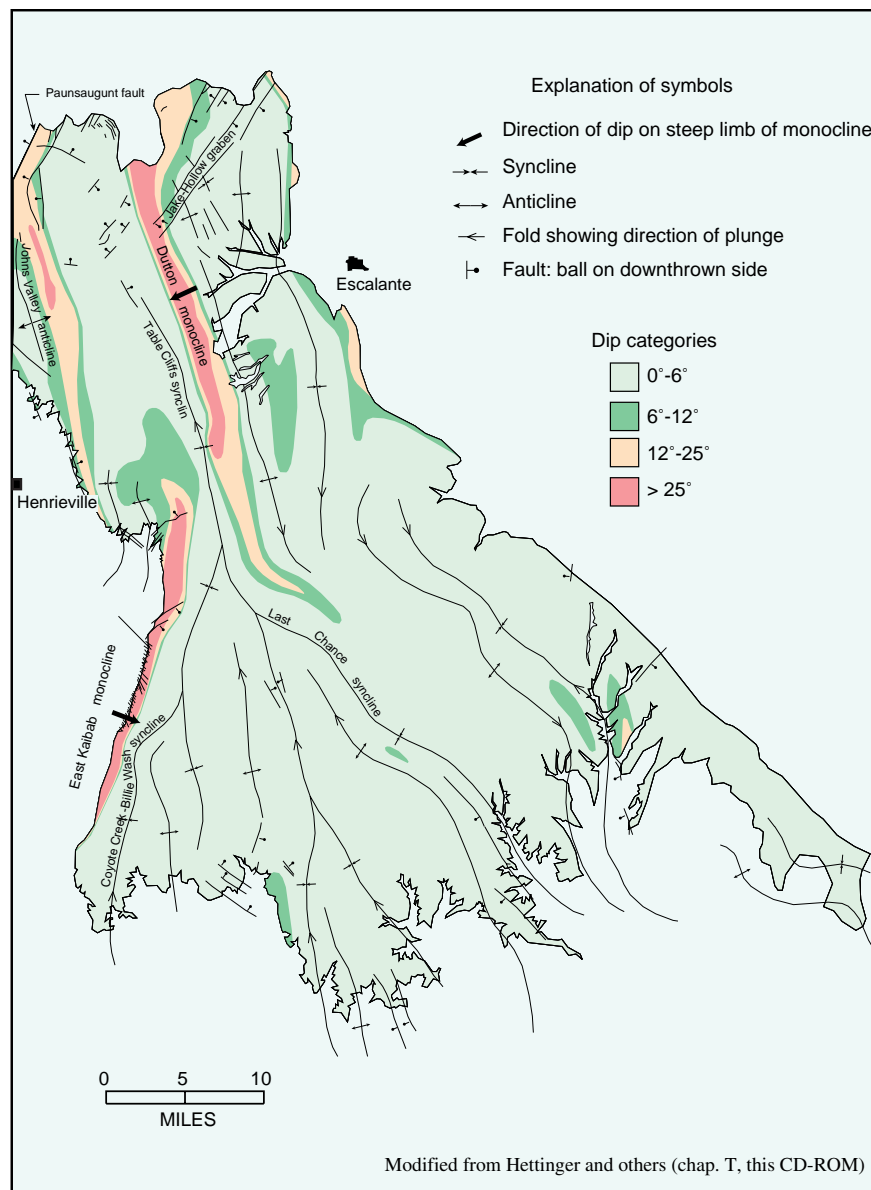 Paunsaugunt fault
Explanation of symbols
Direction of dip on steep limb of monocline
Syncline
Anticline
Fold showing direction of plunge
Fault: ball on downthrown side
Jake-Hollow graben
Escalante
Johns Valley anticline
Dutton monocline
Table Cliffs synclin
Dip categories
0°-6°
6°-12°
12°-25°
> 25°
Henrieville
Last Chance syncline
East Kaibab monocline
Coyote Creek-Billie Wash syncline
0 5 10
MILES
Modified from Hettinger and others (chap. T, this CD-ROM)